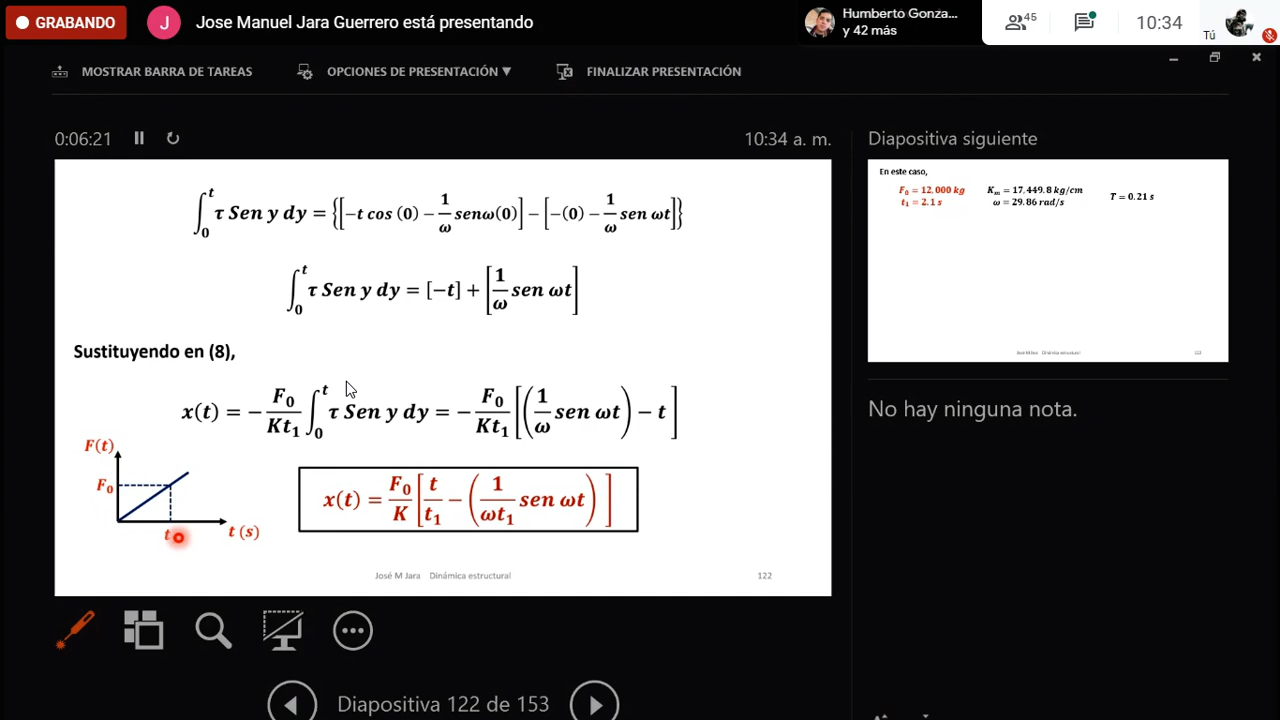 GRABANDO
J
Jose Manuel Jara Guerrero está presentando
Humberto Gonza...
y 42 más
45
10:34
Tú
MOSTRAR BARRA DE TAREAS
OPCIONES DE PRESENTACIÓN ▼
FINALIZAR PRESENTACIÓN
0:06:21
10:34 a. m.
∫₀ᵗ τ Sen y dy = {[−t cos (0) − 1/ω senω(0)] − [−(0) − 1/ω sen ωt]}
∫₀ᵗ τ Sen y dy = [−t] + [1/ω sen ωt]
Sustituyendo en (8),
x(t) = − F₀/Kt₁ ∫₀ᵗ τ Sen y dy = − F₀/Kt₁ [(1/ω sen ωt) − t ]
F(t)
F₀
t
t (s)
x(t) = F₀/K [t/t₁ − (1/ωt₁ sen ωt) ]
José M Jara Dinámica estructural
122
Diapositiva siguiente
En este caso,
F₀ = 12,000 kg
t₁ = 2.1 s
Kₘ = 17,449.8 kg/cm
ω = 29.86 rad/s
T = 0.21 s
José M Jara Dinámica estructural
No hay ninguna nota.
Diapositiva 122 de 153